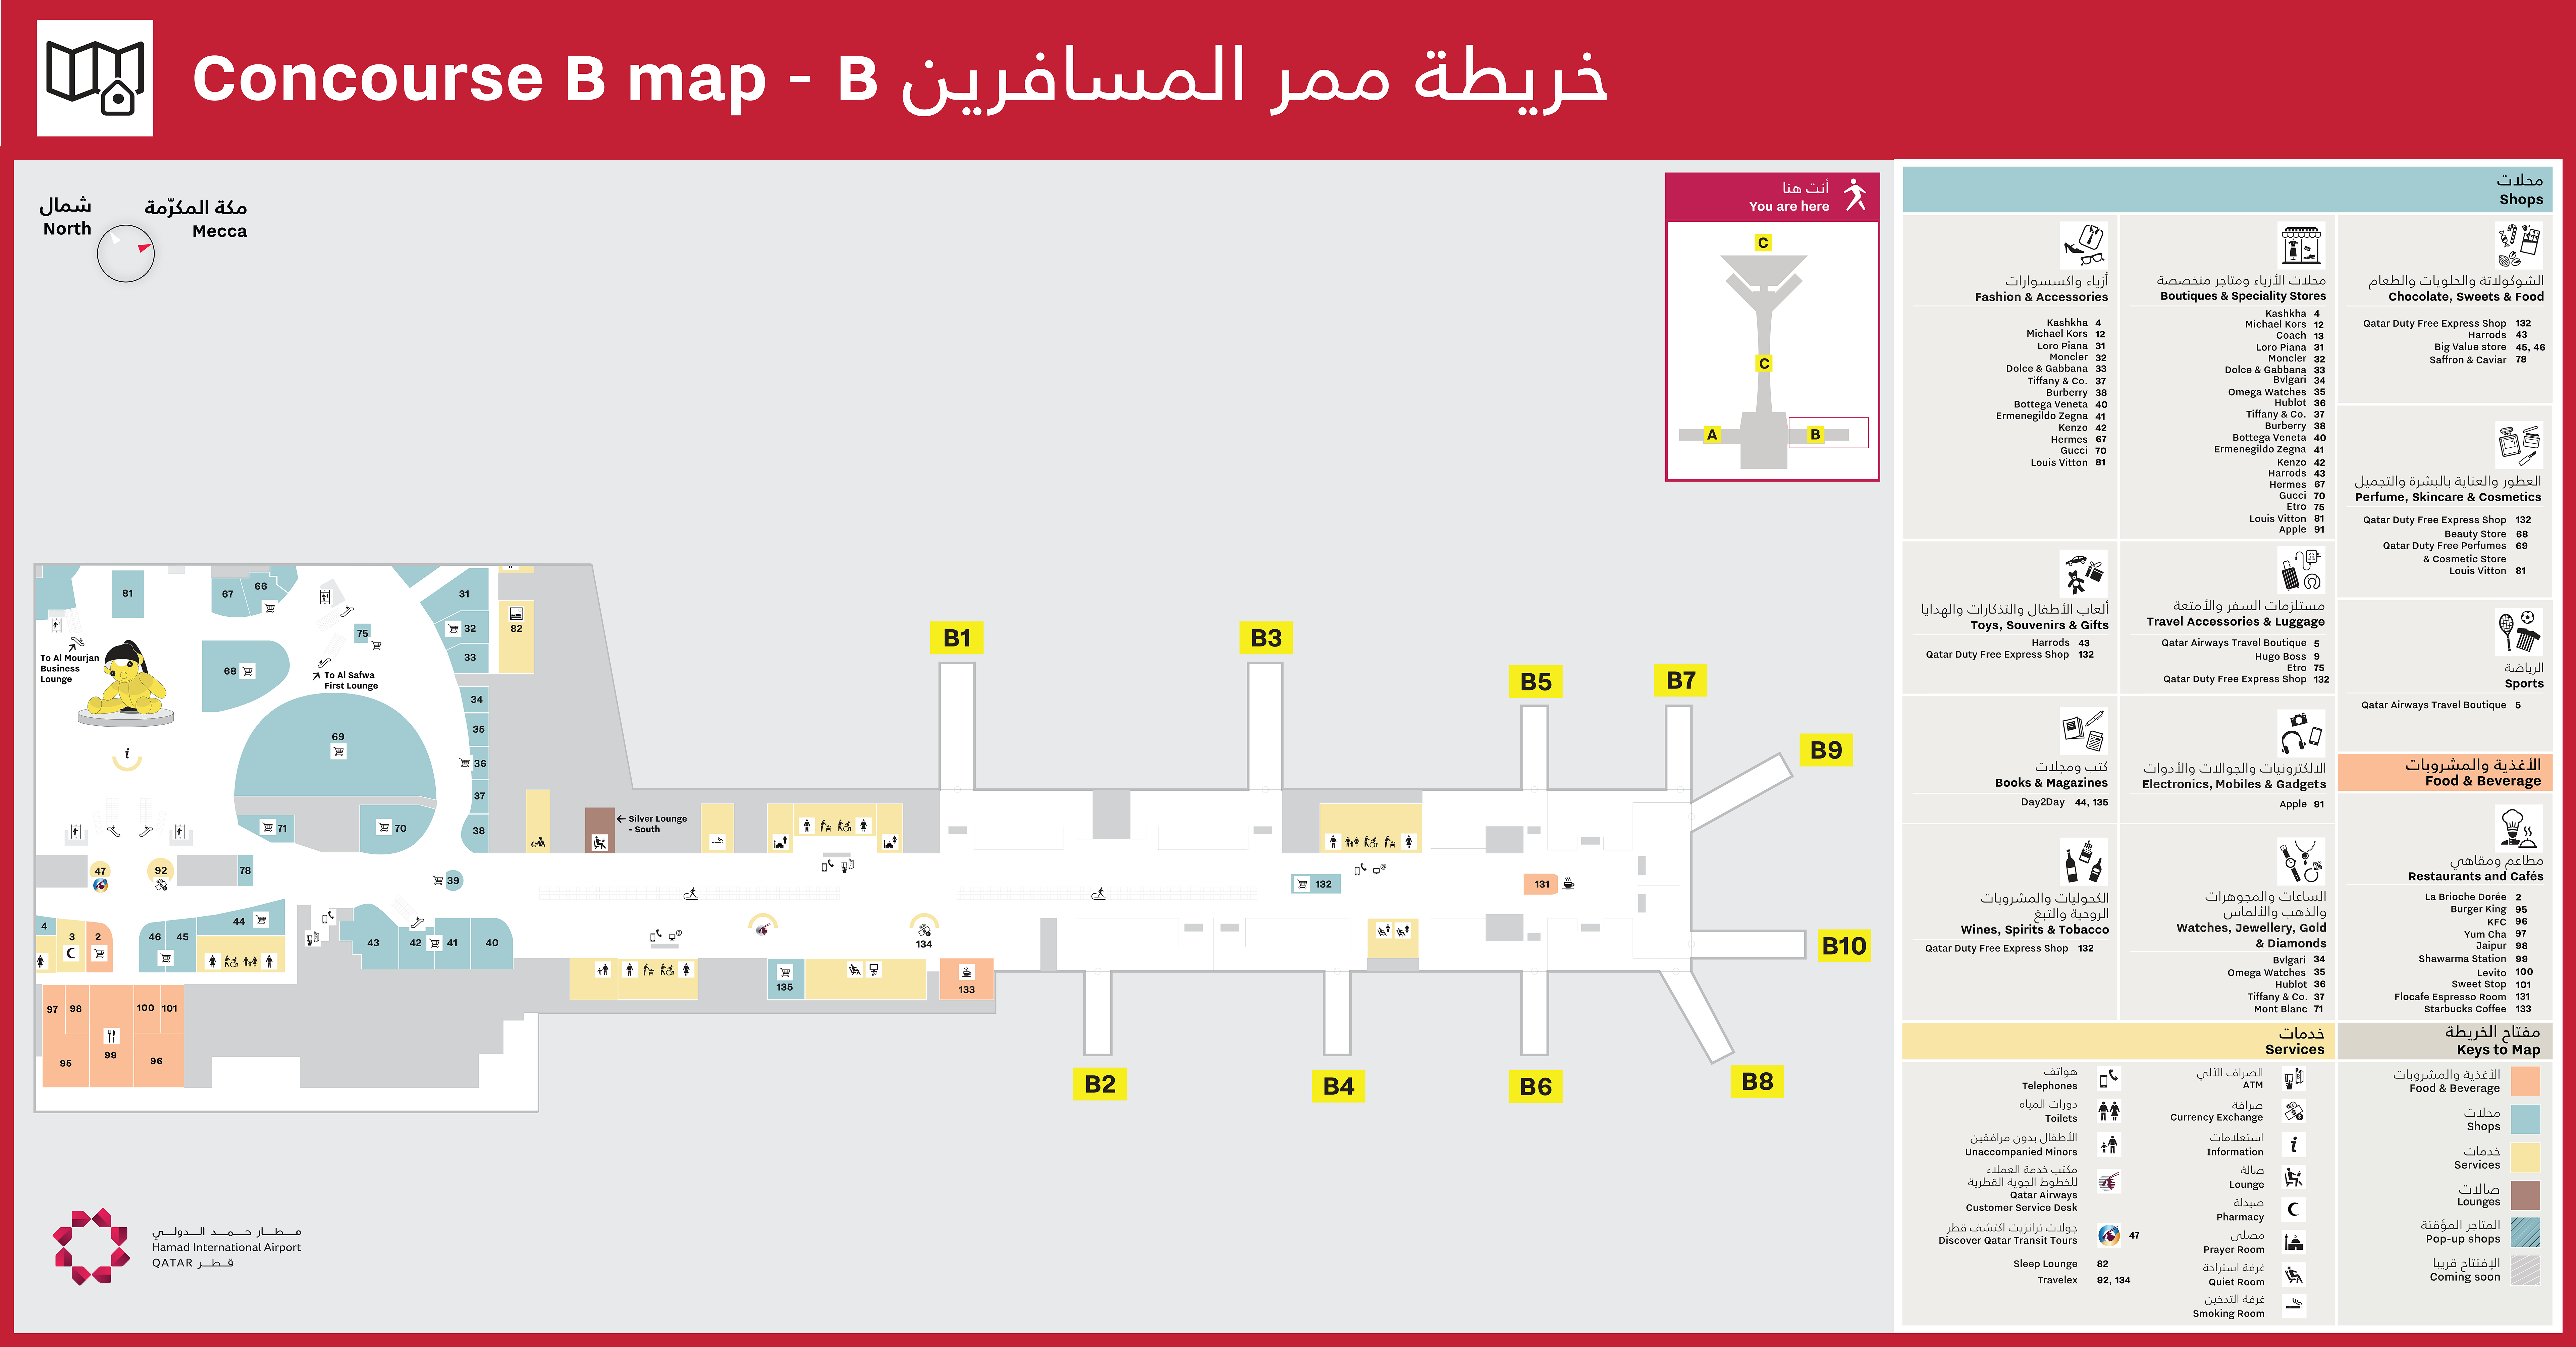 Concourse B map - B خريطة ممر المسافرين
شمال
North
مكة المكرّمة
Mecca
أنت هنا
You are here
C
C
A
B
81
67
66
75
31
32
33
82
To Al Mourjan
Business
Lounge
68
To Al Safwa
First Lounge
34
35
36
37
38
69
71
70
i
47
92
78
39
4
3
2
46
45
44
43
42
41
40
97
98
100
101
95
99
96
Silver Lounge
- South
135
134
133
132
131
B1
B3
B5
B7
B9
B10
B2
B4
B6
B8
مطار حمد الدولي
Hamad International Airport
QATAR قطر
محلات
Shops
أزياء واكسسوارات
Fashion & Accessories
Kashkha 4
Michael Kors 12
Loro Piana 31
Moncler 32
Dolce & Gabbana 33
Tiffany & Co. 37
Burberry 38
Bottega Veneta 40
Ermenegildo Zegna 41
Kenzo 42
Hermes 67
Gucci 70
Louis Vitton 81
محلات الأزياء ومتاجر متخصصة
Boutiques & Speciality Stores
Kashkha 4
Michael Kors 12
Coach 13
Loro Piana 31
Moncler 32
Dolce & Gabbana 33
Bvlgari 34
Omega Watches 35
Hublot 36
Tiffany & Co. 37
Burberry 38
Bottega Veneta 40
Ermenegildo Zegna 41
Kenzo 42
Harrods 43
Hermes 67
Gucci 70
Etro 75
Louis Vitton 81
Apple 91
الشوكولاتة والحلويات والطعام
Chocolate, Sweets & Food
Qatar Duty Free Express Shop 132
Harrods 43
Big Value store 45, 46
Saffron & Caviar 78
العطور والعناية بالبشرة والتجميل
Perfume, Skincare & Cosmetics
Qatar Duty Free Express Shop 132
Beauty Store 68
Qatar Duty Free Perfumes 69
& Cosmetic Store
Louis Vitton 81
ألعاب الأطفال والتذكارات والهدايا
Toys, Souvenirs & Gifts
Harrods 43
Qatar Duty Free Express Shop 132
مستلزمات السفر والأمتعة
Travel Accessories & Luggage
Qatar Airways Travel Boutique 5
Hugo Boss 9
Etro 75
Qatar Duty Free Express Shop 132
الرياضة
Sports
Qatar Airways Travel Boutique 5
كتب ومجلات
Books & Magazines
Day2Day 44, 135
الالكترونيات والجوالات والأدوات
Electronics, Mobiles & Gadgets
Apple 91
الكحوليات والمشروبات
الروحية والتبغ
Wines, Spirits & Tobacco
Qatar Duty Free Express Shop 132
الساعات والمجوهرات
والذهب والألماس
Watches, Jewellery, Gold
& Diamonds
Bvlgari 34
Omega Watches 35
Hublot 36
Tiffany & Co. 37
Mont Blanc 71
الأغذية والمشروبات
Food & Beverage
مطاعم ومقاهي
Restaurants and Cafés
La Brioche Dorée 2
Burger King 95
KFC 96
Yum Cha 97
Jaipur 98
Shawarma Station 99
Levito 100
Sweet Stop 101
Flocafe Espresso Room 131
Starbucks Coffee 133
خدمات
Services
هواتف
Telephones
دورات المياه
Toilets
الأطفال بدون مرافقين
Unaccompanied Minors
مكتب خدمة العملاء
للخطوط الجوية القطرية
Qatar Airways
Customer Service Desk
جولات ترانزيت اكتشف قطر
Discover Qatar Transit Tours 47
Sleep Lounge 82
Travelex 92, 134
الصراف الآلي
ATM
صرافة
Currency Exchange
استعلامات
Information
i
صالة
Lounge
صيدلة
Pharmacy
مصلى
Prayer Room
غرفة استراحة
Quiet Room
غرفة التدخين
Smoking Room
مفتاح الخريطة
Keys to Map
الأغذية والمشروبات
Food & Beverage
محلات
Shops
خدمات
Services
صالات
Lounges
المتاجر المؤقتة
Pop-up shops
الإفتتاح قريبا
Coming soon